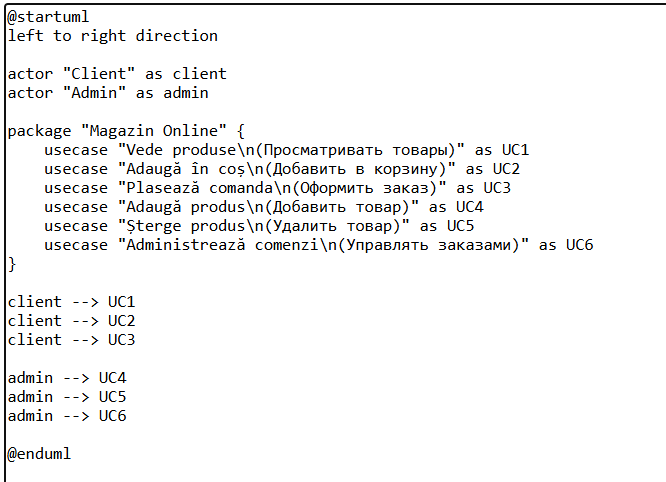 @startuml
left to right direction
actor "Client" as client
actor "Admin" as admin
package "Magazin Online" {
usecase "Vede produse\n(Просматривать товары)" as UC1
usecase "Adaugă în coș\n(Добавить в корзину)" as UC2
usecase "Plasează comanda\n(Оформить заказ)" as UC3
usecase "Adaugă produs\n(Добавить товар)" as UC4
usecase "Șterge produs\n(Удалить товар)" as UC5
usecase "Administrează comenzi\n(Управлять заказами)" as UC6
}
client --> UC1
client --> UC2
client --> UC3
admin --> UC4
admin --> UC5
admin --> UC6
@enduml